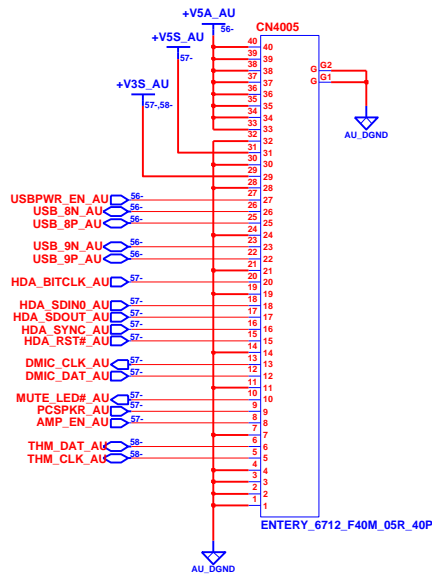 +V5A_AU
56-
CN4005
+V5S_AU
57-
+V3S_AU
57-,58-
40 40
39 39
38 38
37 37
36 36
35 35
34 34
33 33
32 32
31 31
30 30
29 29
28 28
G G2
G G1
AU_DGND
USBPWR_EN_AU 56- 27 27
USB_8N_AU 56- 26 26
USB_8P_AU 56- 25 25
24 24
USB_9N_AU 56- 23 23
USB_9P_AU 56- 22 22
21 21
HDA_BITCLK_AU 57- 20 20
19 19
HDA_SDIN0_AU 57- 18 18
HDA_SDOUT_AU 57- 17 17
HDA_SYNC_AU 57- 16 16
HDA_RST#_AU 57- 15 15
14 14
DMIC_CLK_AU 57- 13 13
DMIC_DAT_AU 57- 12 12
11 11
MUTE_LED#_AU 57- 10 10
PCSPKR_AU 57- 9 9
AMP_EN_AU 57- 8 8
7 7
THM_DAT_AU 58- 6 6
THM_CLK_AU 58- 5 5
4 4
3 3
2 2
1 1
ENTERY_6712_F40M_05R_40P
AU_DGND